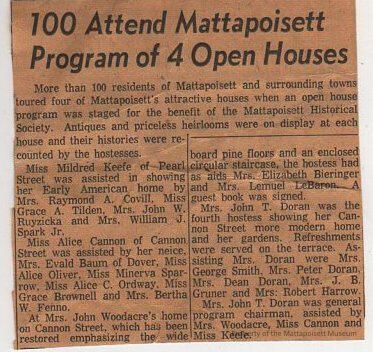 100 Attend Mattapoisett
Program of 4 Open Houses
More than 100 residents of Mattapoisett and surrounding towns
toured four of Mattapoisett's attractive houses when an open house
program was staged for the benefit of the Mattapoisett Historical
Society. Antiques and priceless heirlooms were on display at each
house and their histories were re-
counted by the hostesses.
Miss Mildred Keefe of Pearl
Street was assisted in showing
her Early American home by
Mrs. Raymond A. Covill, Miss
Grace A. Tilden, Mrs. John W.
Ruyzicka and Mrs. William J.
Spark Jr.
Miss Alice Cannon of Cannon
Street was assisted by her neice,
Mrs. Evald Baum of Dover, Miss
Alice Oliver, Miss Minerva Spar-
row, Miss Alice C. Ordway, Miss
Grace Brownell and Mrs. Bertha
W. Fenno.
At Mrs. John Woodacre's home
on Cannon Street, which has been
restored emphasizing the wide
board pine floors and an enclosed
circular staircase, the hostess had
as aids Mrs. Elizabeth Bieringer
and Mrs. Lemuel LeBaron. A
guest book was signed.
Mrs. John T. Doran was the
fourth hostess showing her Can-
non Street more modern home
and her gardens. Refreshments
were served on the terrace. As-
sisting Mrs. Doran were Mrs.
George Smith, Mrs. Peter Doran,
Mrs. Dean Doran, Mrs. J. B.
Gruner and Mrs. Robert Harrow.
Mrs. John T. Doran was general
program chairman, assisted by
Mrs. Woodacre, Miss Cannon and
Miss Keefe.
of the Mattapoisett Museum